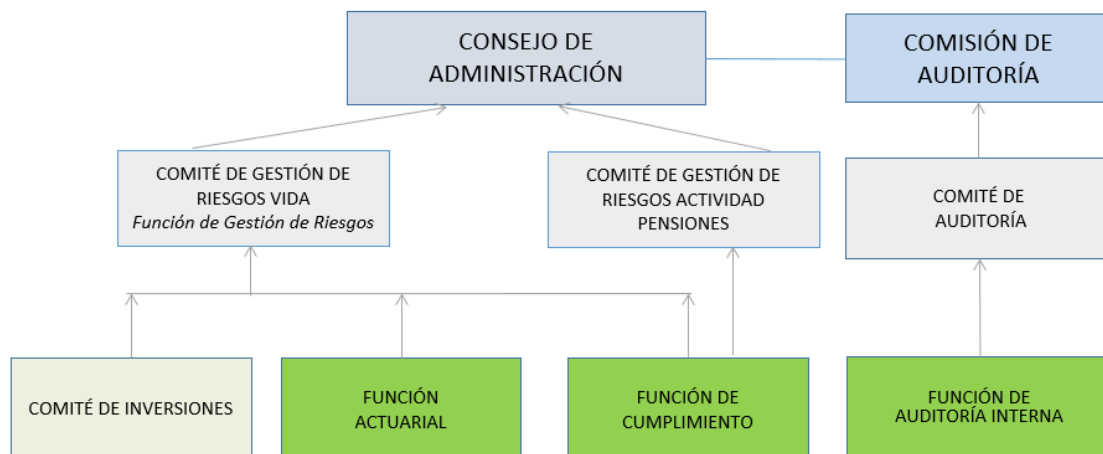 CONSEJO DE
ADMINISTRACIÓN
COMISIÓN DE
AUDITORÍA
COMITÉ DE GESTIÓN DE
RIESGOS VIDA
Función de Gestión de Riesgos
COMITÉ DE GESTIÓN DE
RIESGOS ACTIVIDAD
PENSIONES
COMITÉ DE
AUDITORÍA
COMITÉ DE INVERSIONES
FUNCIÓN
ACTUARIAL
FUNCIÓN DE
CUMPLIMIENTO
FUNCIÓN DE
AUDITORÍA INTERNA